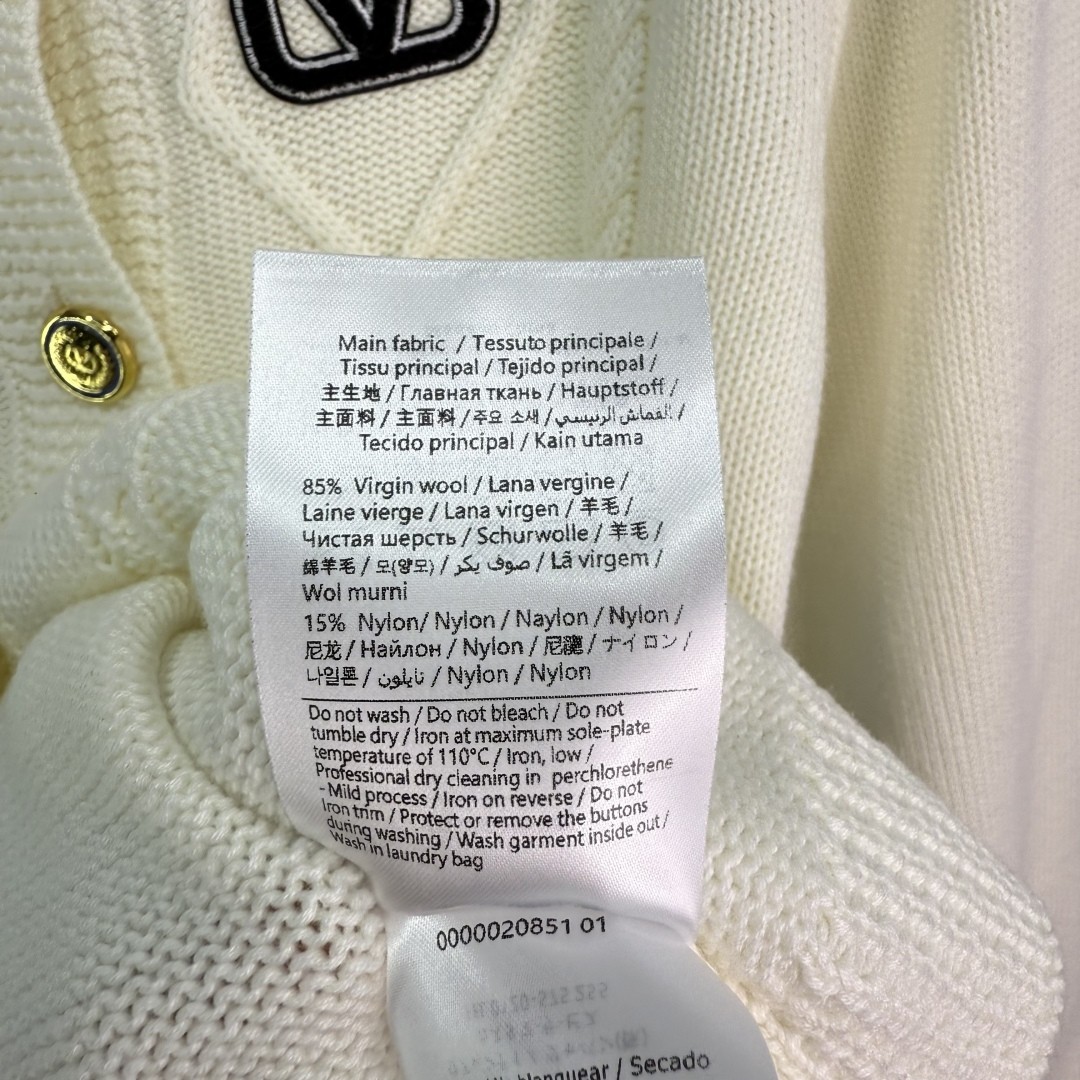 Main fabric / Tessuto principale /
Tissu principal / Tejido principal /
主生地 / Главная ткань / Hauptstoff /
主面料 / 主面料 / 주요 소새 / القماش الرئيسي /
Tecido principal / Kain utama
85% Virgin wool / Lana vergine /
Laine vierge / Lana virgen / 羊毛 /
Чистая шерсть / Schurwolle / 羊毛 /
绵羊毛 / 모(양모) / صوف يكر / Lã virgem /
Wol murni
15% Nylon/ Nylon / Naylon / Nylon /
尼龙 / Найлон / Nylon / 尼龍 / ナイロン /
나일론 / نايلون / Nylon / Nylon
Do not wash / Do not bleach / Do not
tumble dry / Iron at maximum sole-plate
temperature of 110°C / Iron, low /
Professional dry cleaning in perchlorethene
- Mild process / Iron on reverse / Do not
Iron trim / Protect or remove the buttons
during washing / Wash garment inside out /
Wash in laundry bag
0000020851 01
/ Secado